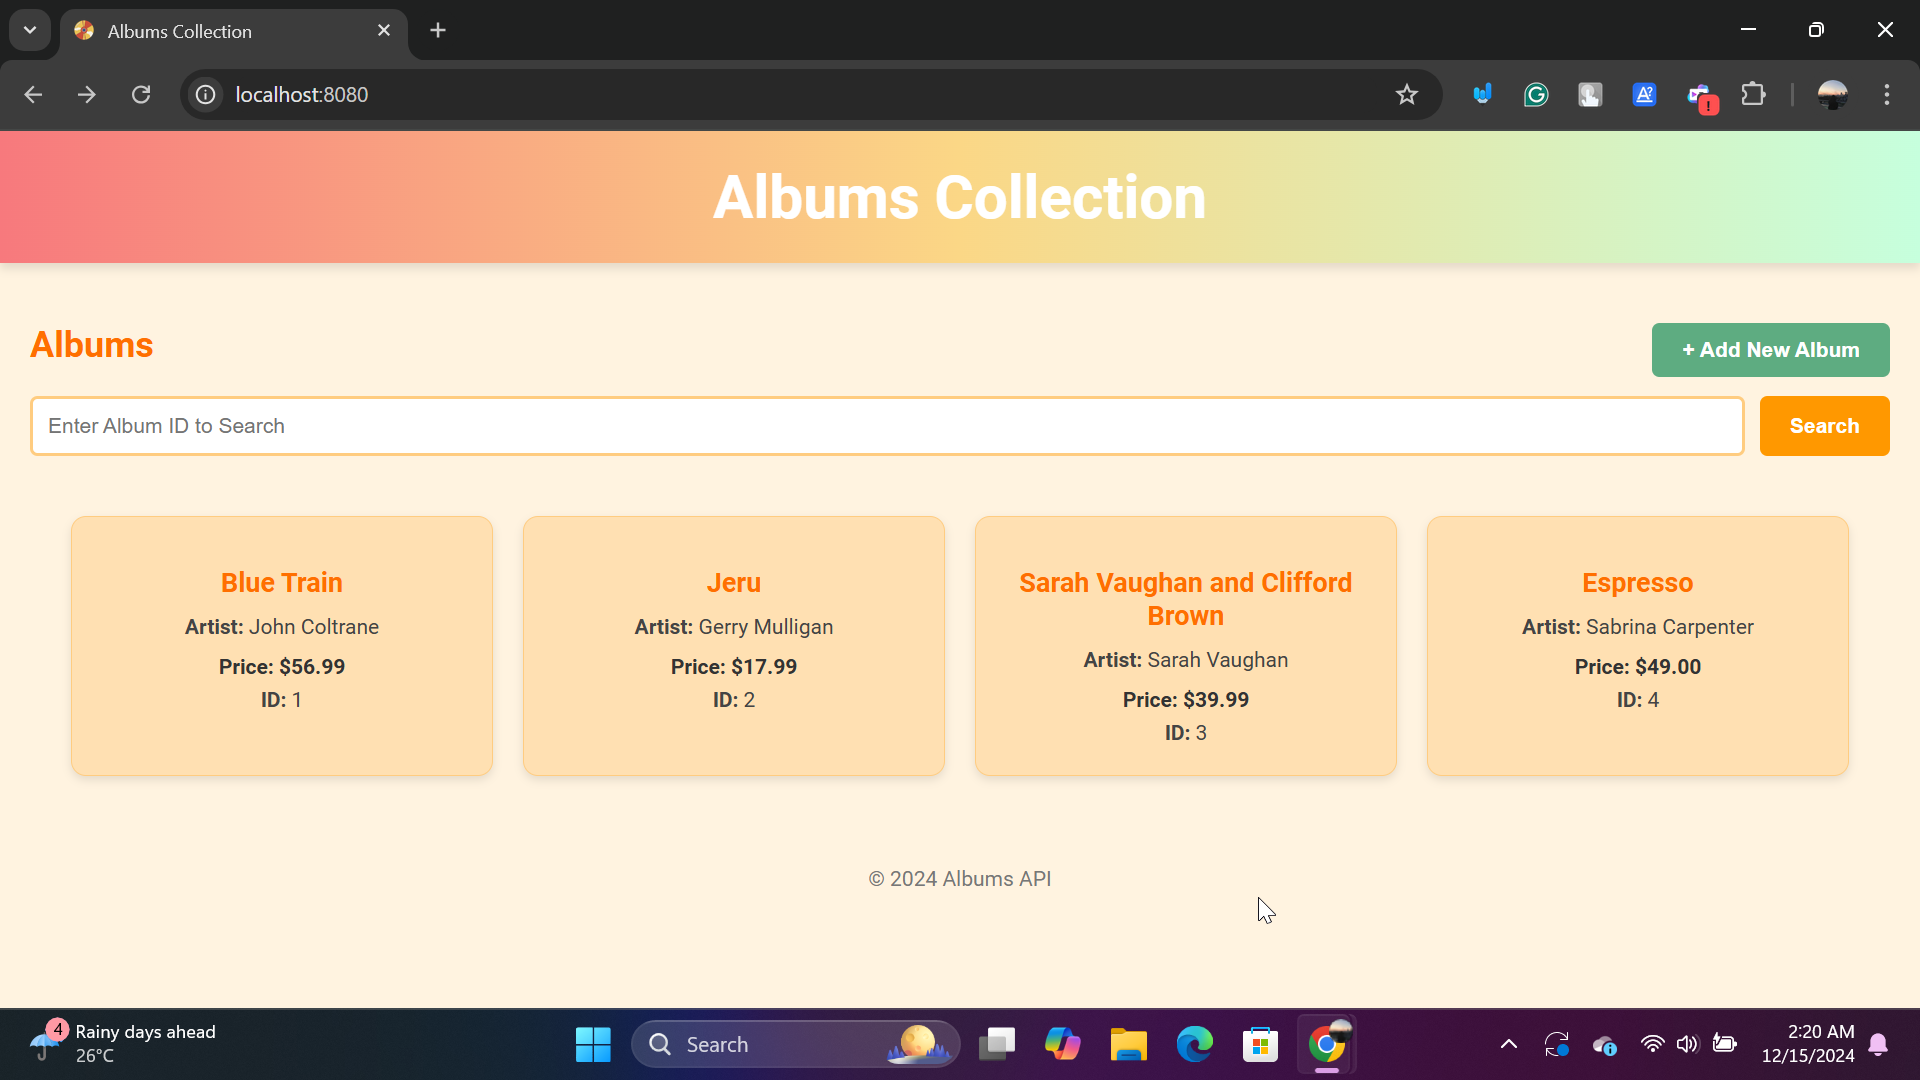 Albums Collection
localhost:8080
Albums Collection
Albums
+ Add New Album
Enter Album ID to Search
Search
Blue Train
Artist: John Coltrane
Price: $56.99
ID: 1
Jeru
Artist: Gerry Mulligan
Price: $17.99
ID: 2
Sarah Vaughan and Clifford
Brown
Artist: Sarah Vaughan
Price: $39.99
ID: 3
Espresso
Artist: Sabrina Carpenter
Price: $49.00
ID: 4
© 2024 Albums API
4
Rainy days ahead
26°C
Search
2:20 AM
12/15/2024